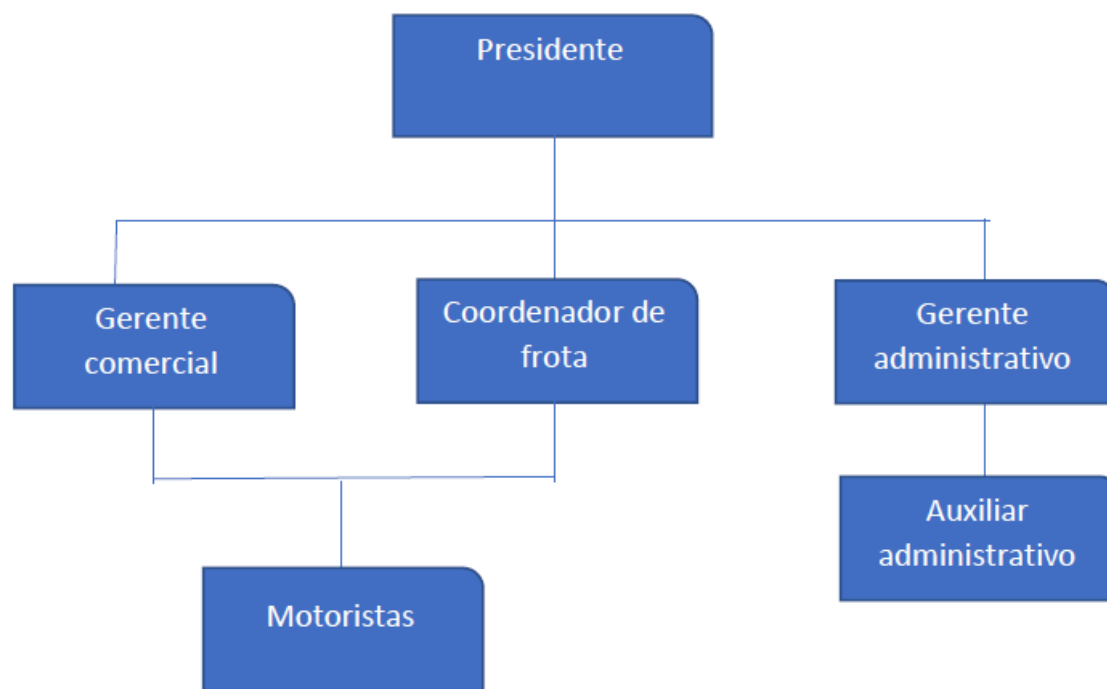 Presidente
Gerente
comercial
Coordenador de
frota
Gerente
administrativo
Motoristas
Auxiliar
administrativo